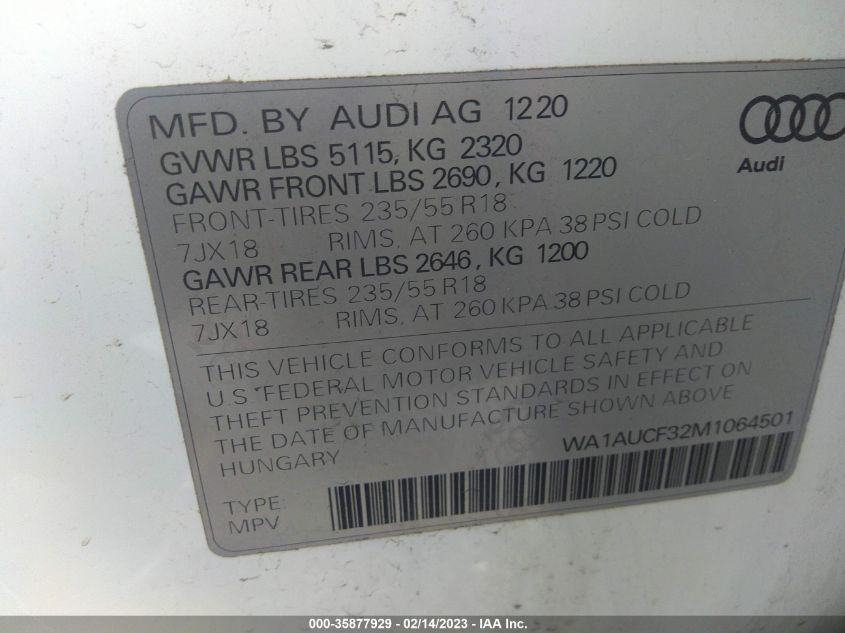 MFD. BY AUDI AG 1220
GVWR LBS 5115, KG 2320
GAWR FRONT LBS 2690, KG 1220
FRONT-TIRES 235/55 R18
7JX18 RIMS, AT 260 KPA 38 PSI COLD
GAWR REAR LBS 2646, KG 1200
REAR-TIRES 235/55 R18
7JX18 RIMS, AT 260 KPA 38 PSI COLD
Audi
THIS VEHICLE CONFORMS TO ALL APPLICABLE
U.S. FEDERAL MOTOR VEHICLE SAFETY AND
THEFT PREVENTION STANDARDS IN EFFECT ON
THE DATE OF MANUFACTURE SHOWN ABOVE
HUNGARY
WA1AUCF32M1064501
TYPE:
MPV
000-35877929 - 02/14/2023 - IAA Inc.